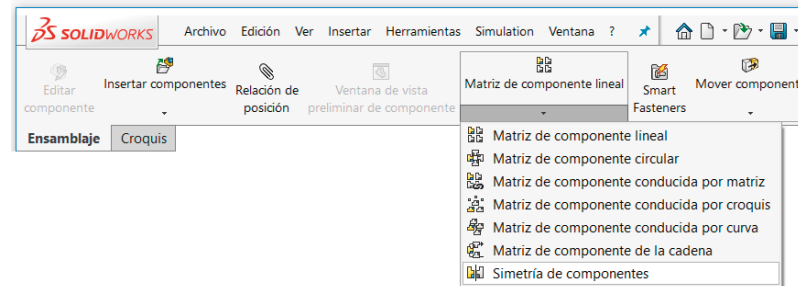 SOLIDWORKS Archivo Edición Ver Insertar Herramientas Simulation Ventana ?
Editar componente
Insertar componentes
Relación de posición
Ventana de vista preliminar de componente
Matriz de componente lineal
Smart Fasteners
Mover component
Ensamblaje Croquis
Matriz de componente lineal
Matriz de componente circular
Matriz de componente conducida por matriz
Matriz de componente conducida por croquis
Matriz de componente conducida por curva
Matriz de componente de la cadena
Simetría de componentes